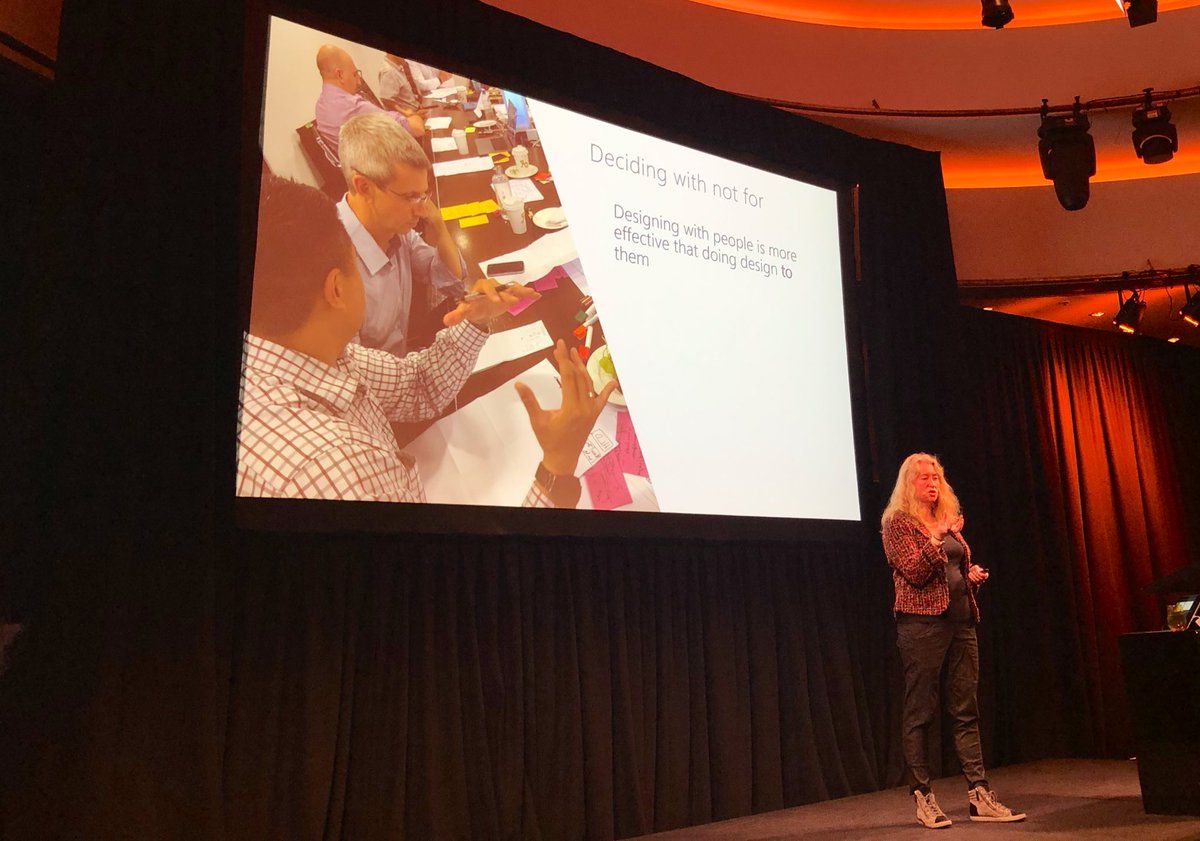 Deciding with not for
Designing with people is more
effective that doing design to
them